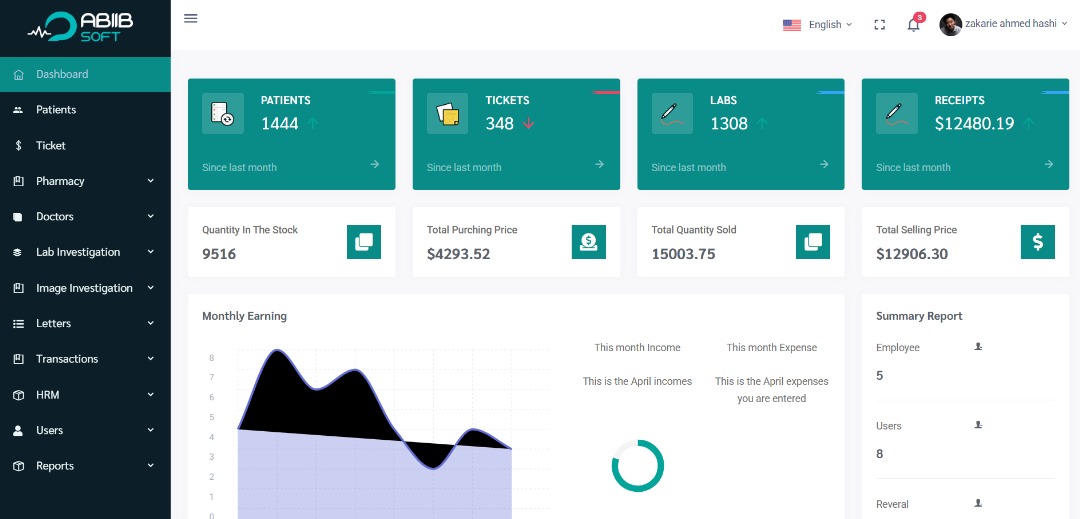 ABIIB
SOFT
English
3
zakarie ahmed hashi
Dashboard
Patients
Ticket
Pharmacy
Doctors
Lab Investigation
Image Investigation
Letters
Transactions
HRM
Users
Reports
PATIENTS
1444
Since last month
TICKETS
348
Since last month
LABS
1308
Since last month
RECEIPTS
$12480.19
Since last month
Quantity In The Stock
9516
Total Purching Price
$4293.52
Total Quantity Sold
15003.75
Total Selling Price
$12906.30
Monthly Earning
8
7
6
5
4
3
2
1
0
This month Income
This is the April incomes
This month Expense
This is the April expenses
you are entered
Summary Report
Employee
5
Users
8
Reveral